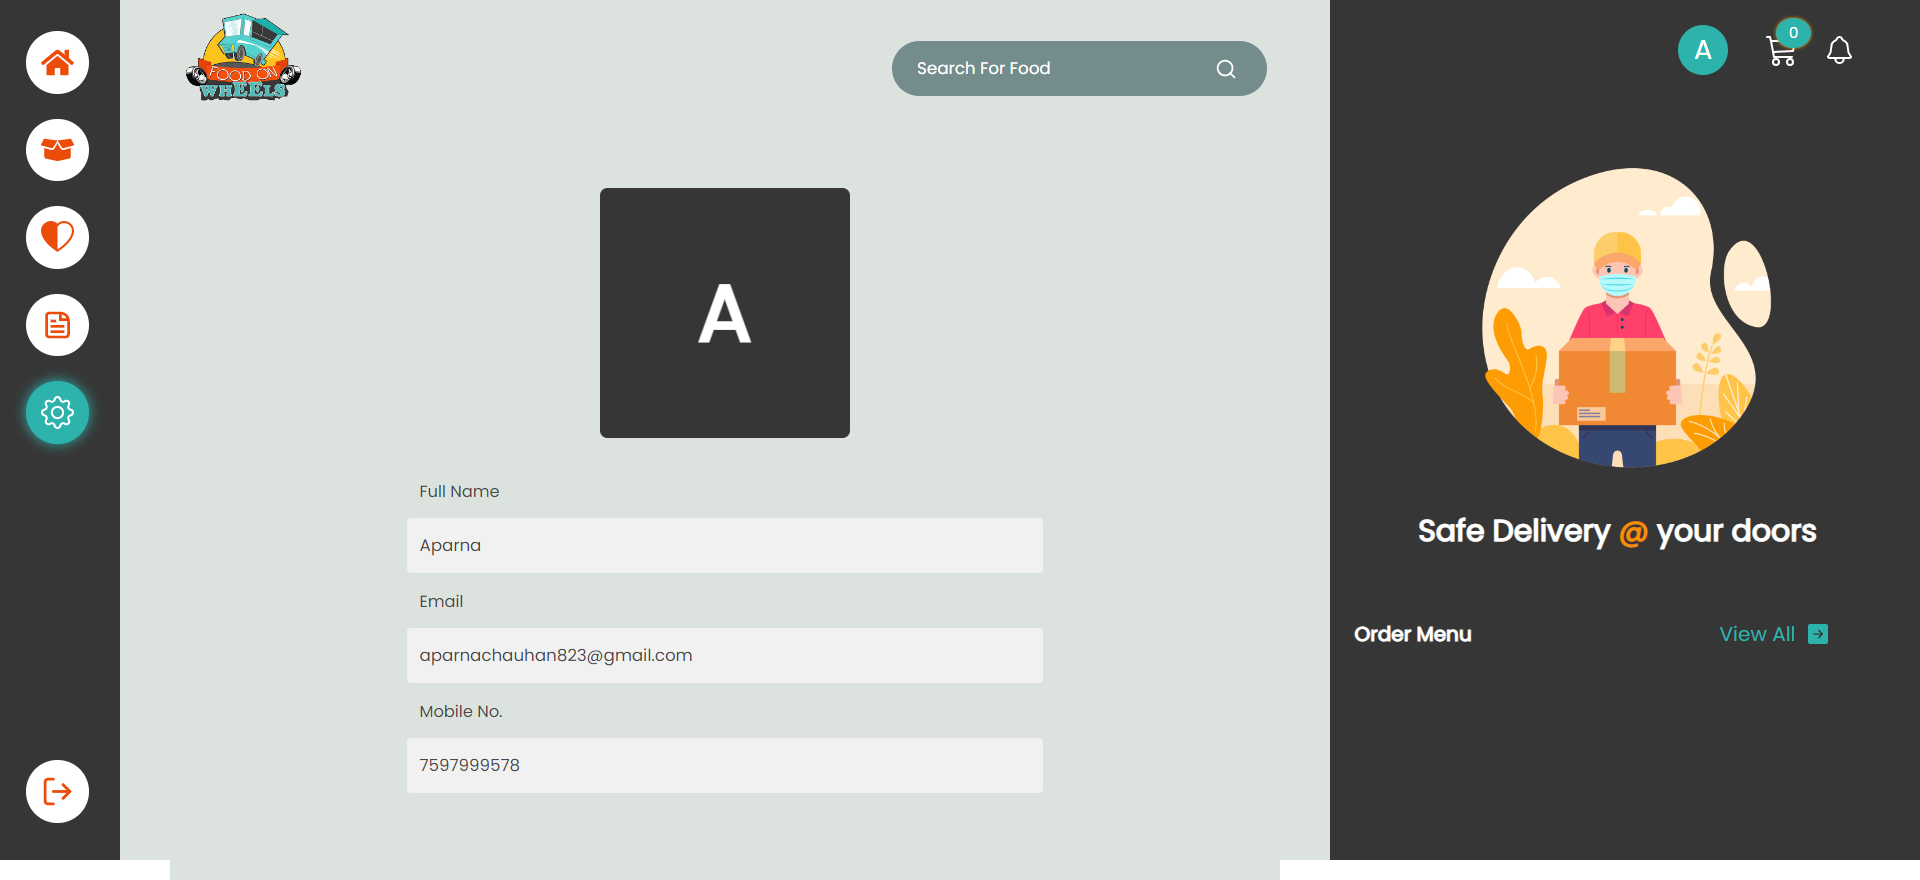 FOOD ON
WHEELS
Search For Food
A
0
A
Full Name
Aparna
Email
aparnachauhan823@gmail.com
Mobile No.
7597999578
Safe Delivery @ your doors
Order Menu
View All